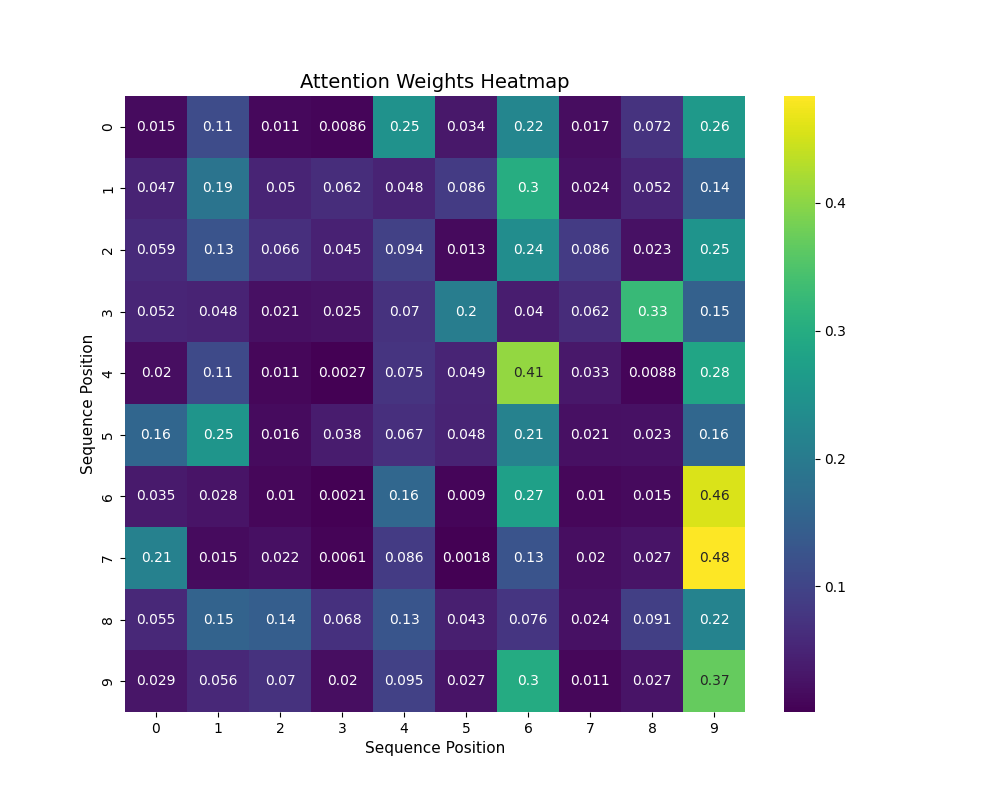 Attention Weights Heatmap
0 0.015 0.11 0.011 0.0086 0.25 0.034 0.22 0.017 0.072 0.26
1 0.047 0.19 0.05 0.062 0.048 0.086 0.3 0.024 0.052 0.14
0.4
2 0.059 0.13 0.066 0.045 0.094 0.013 0.24 0.086 0.023 0.25
3 0.052 0.048 0.021 0.025 0.07 0.2 0.04 0.062 0.33 0.15
0.3
4 0.02 0.11 0.011 0.0027 0.075 0.049 0.41 0.033 0.0088 0.28
Sequence Position
5 0.16 0.25 0.016 0.038 0.067 0.048 0.21 0.021 0.023 0.16
0.2
6 0.035 0.028 0.01 0.0021 0.16 0.009 0.27 0.01 0.015 0.46
7 0.21 0.015 0.022 0.0061 0.086 0.0018 0.13 0.02 0.027 0.48
0.1
8 0.055 0.15 0.14 0.068 0.13 0.043 0.076 0.024 0.091 0.22
9 0.029 0.056 0.07 0.02 0.095 0.027 0.3 0.011 0.027 0.37
0 1 2 3 4 5 6 7 8 9
Sequence Position